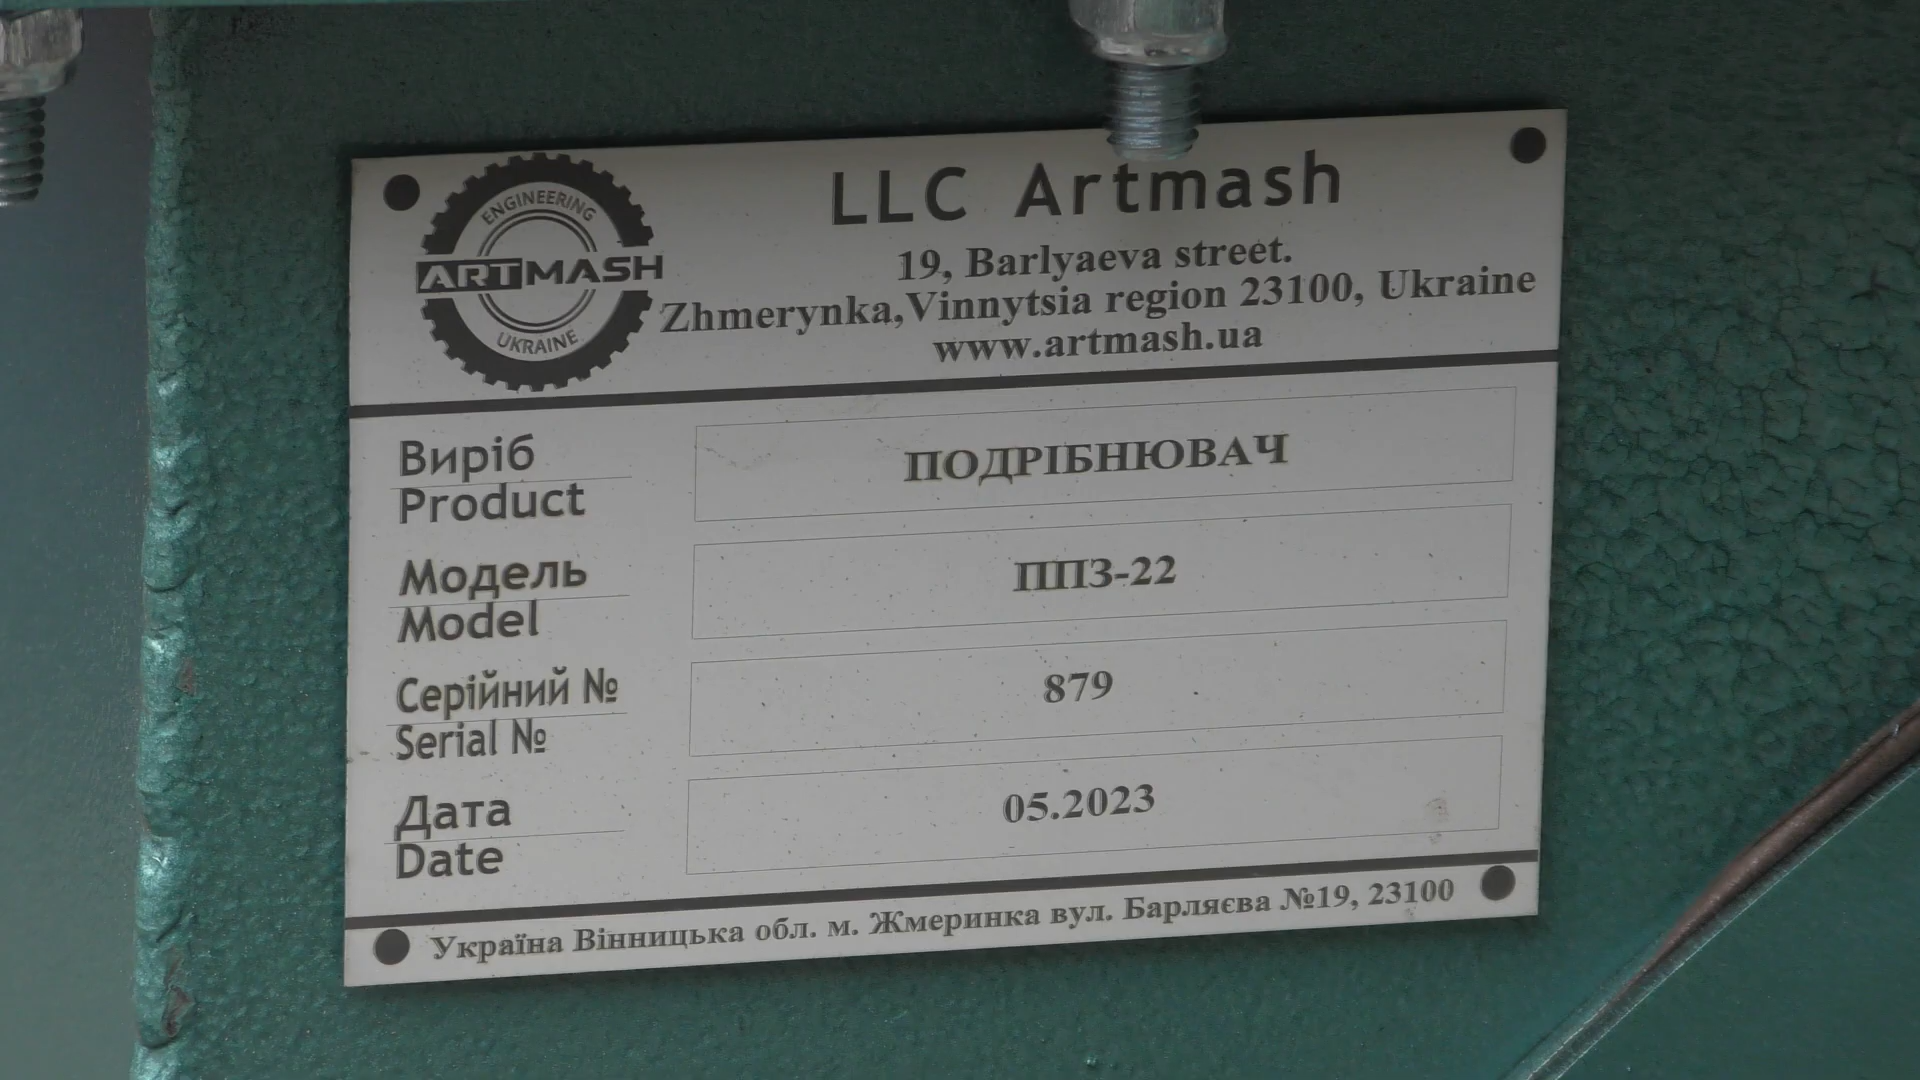 ENGINEERING
ARTMASH
UKRAINE
LLC Artmash
19, Barlyaeva street.
Zhmerynka,Vinnytsia region 23100, Ukraine
www.artmash.ua
Виріб
Product
ПОДРІБНЮВАЧ
Модель
Model
ППЗ-22
Серійний №
Serial №
879
Дата
Date
05.2023
Україна Вінницька обл. м. Жмеринка вул. Барляєва №19, 23100